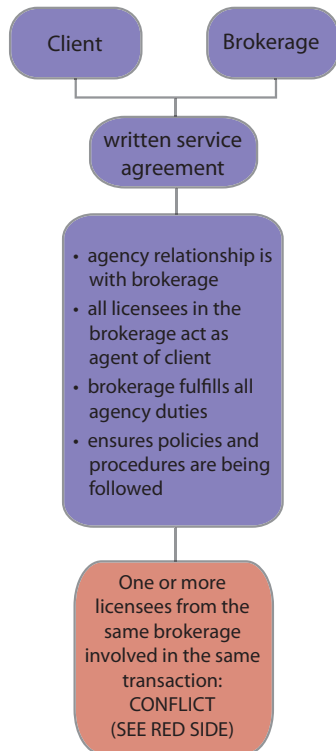 Client
Brokerage
written service
agreement
• agency relationship is
with brokerage
• all licensees in the
brokerage act as
agent of client
• brokerage fulfills all
agency duties
• ensures policies and
procedures are being
followed
One or more
licensees from the
same brokerage
involved in the same
transaction:
CONFLICT
(SEE RED SIDE)